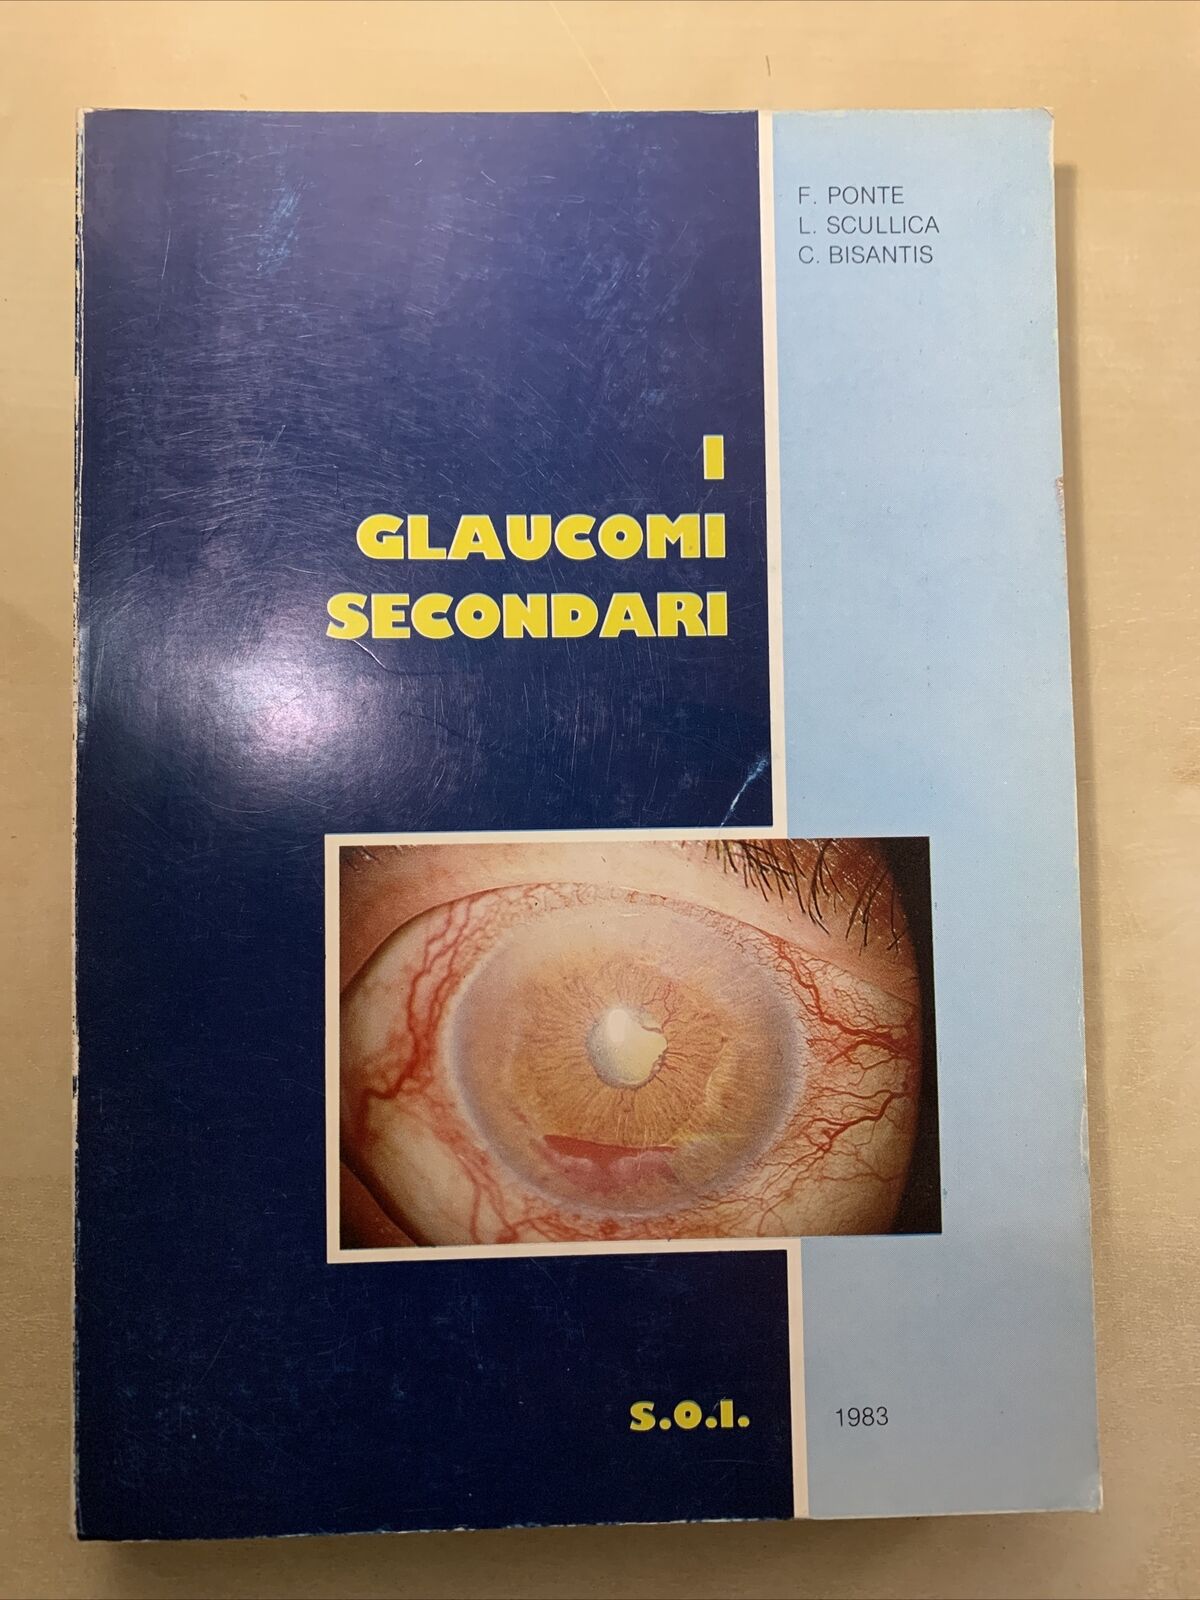 F. PONTE
L. SCULLICA
C. BISANTIS
I
GLAUCOMI
SECONDARI
S.O.I.
1983